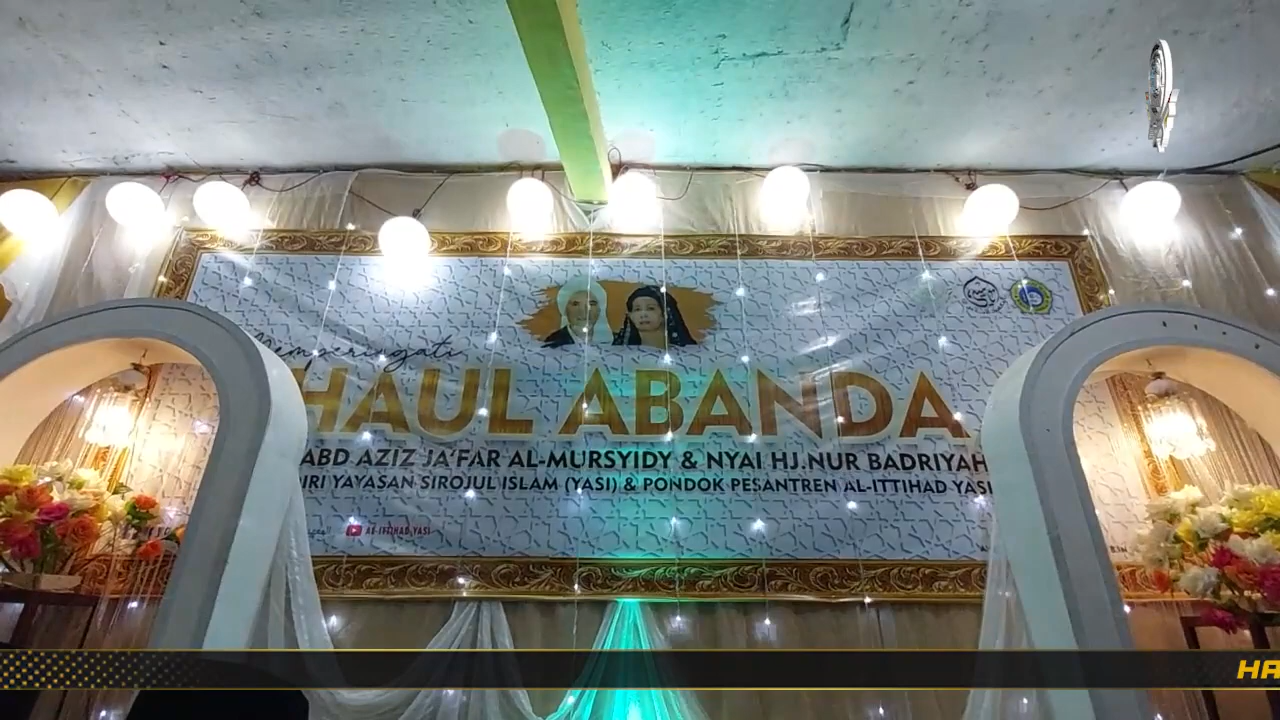 Memperingati
HAUL ABANDA
ABD AZIZ JA'FAR AL-MURSYIDY & NYAI HJ.NUR BADRIYAH
DIRI YAYASAN SIROJUL ISLAM (YASI) & PONDOK PESANTREN AL-ITTIHAD YASI
AL-ITTIHAD YASI
HA